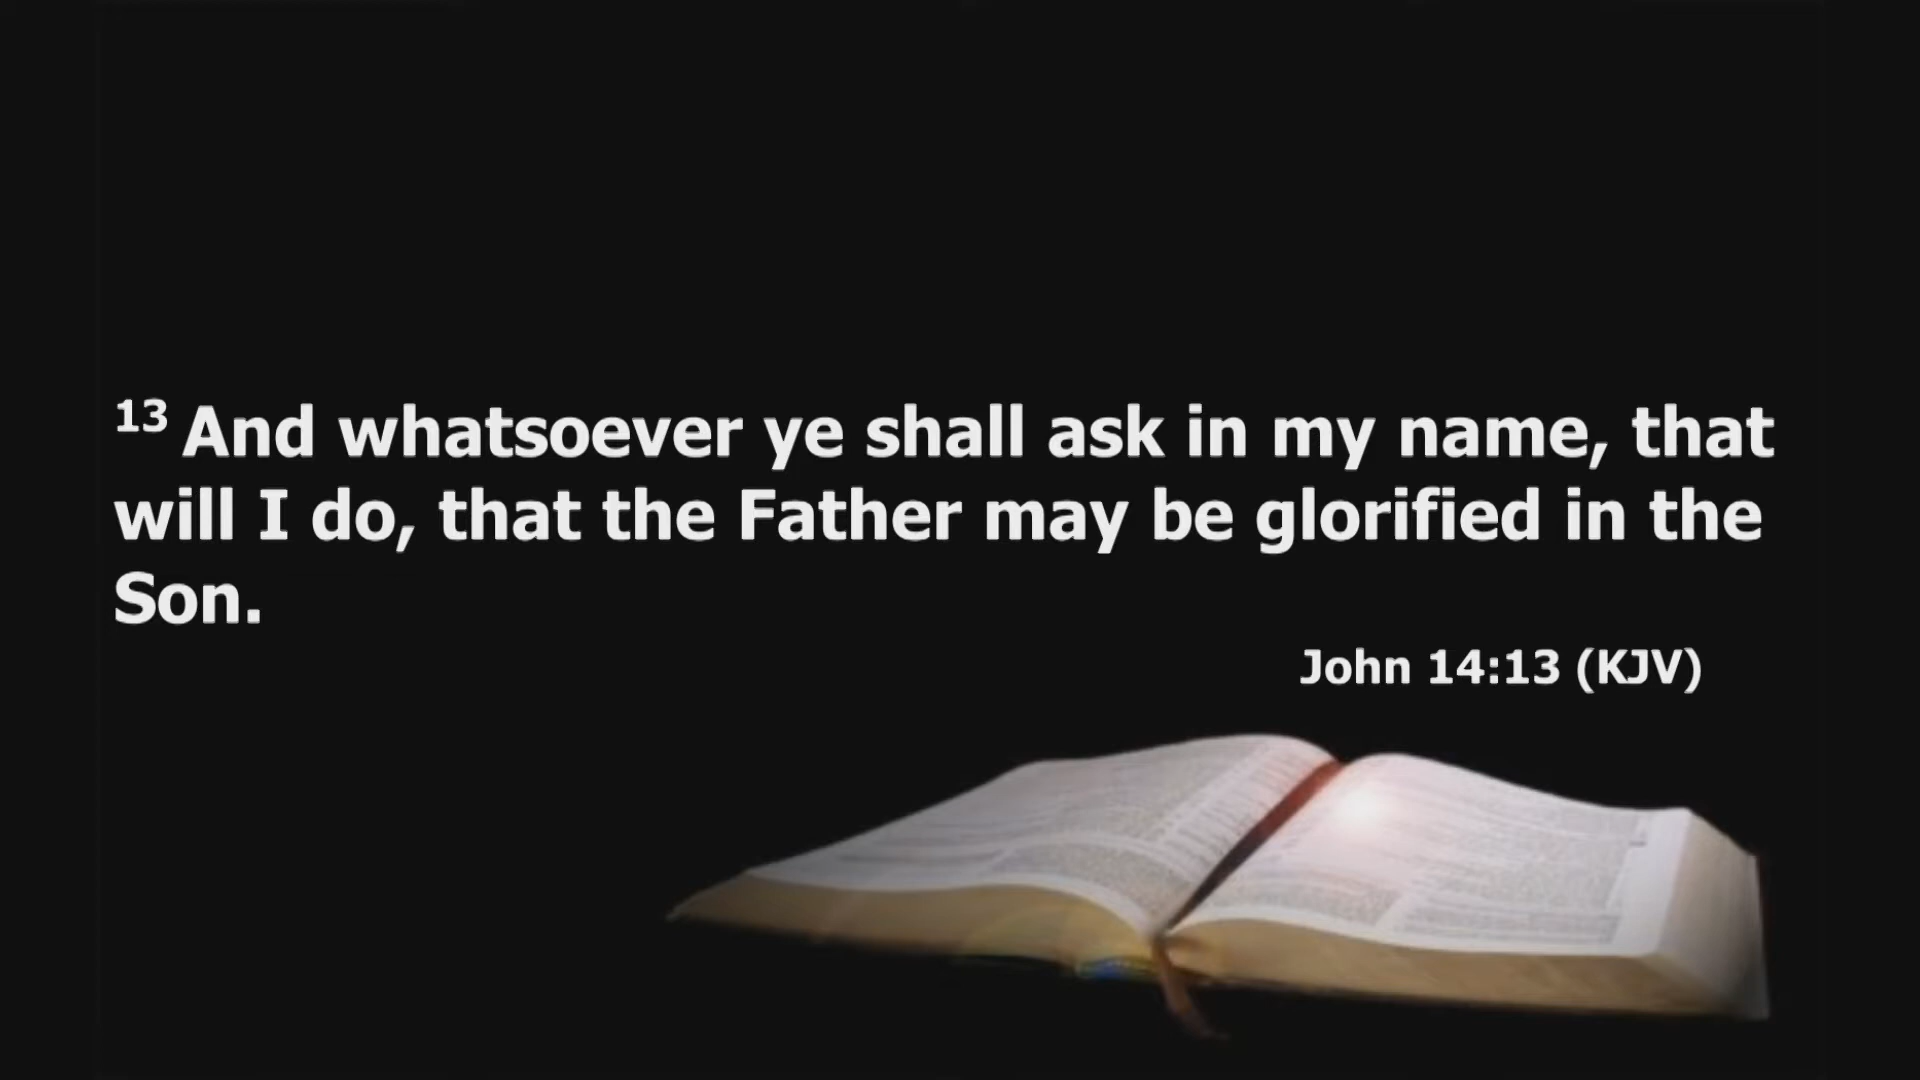 13 And whatsoever ye shall ask in my name, that
will I do, that the Father may be glorified in the
Son.
John 14:13 (KJV)